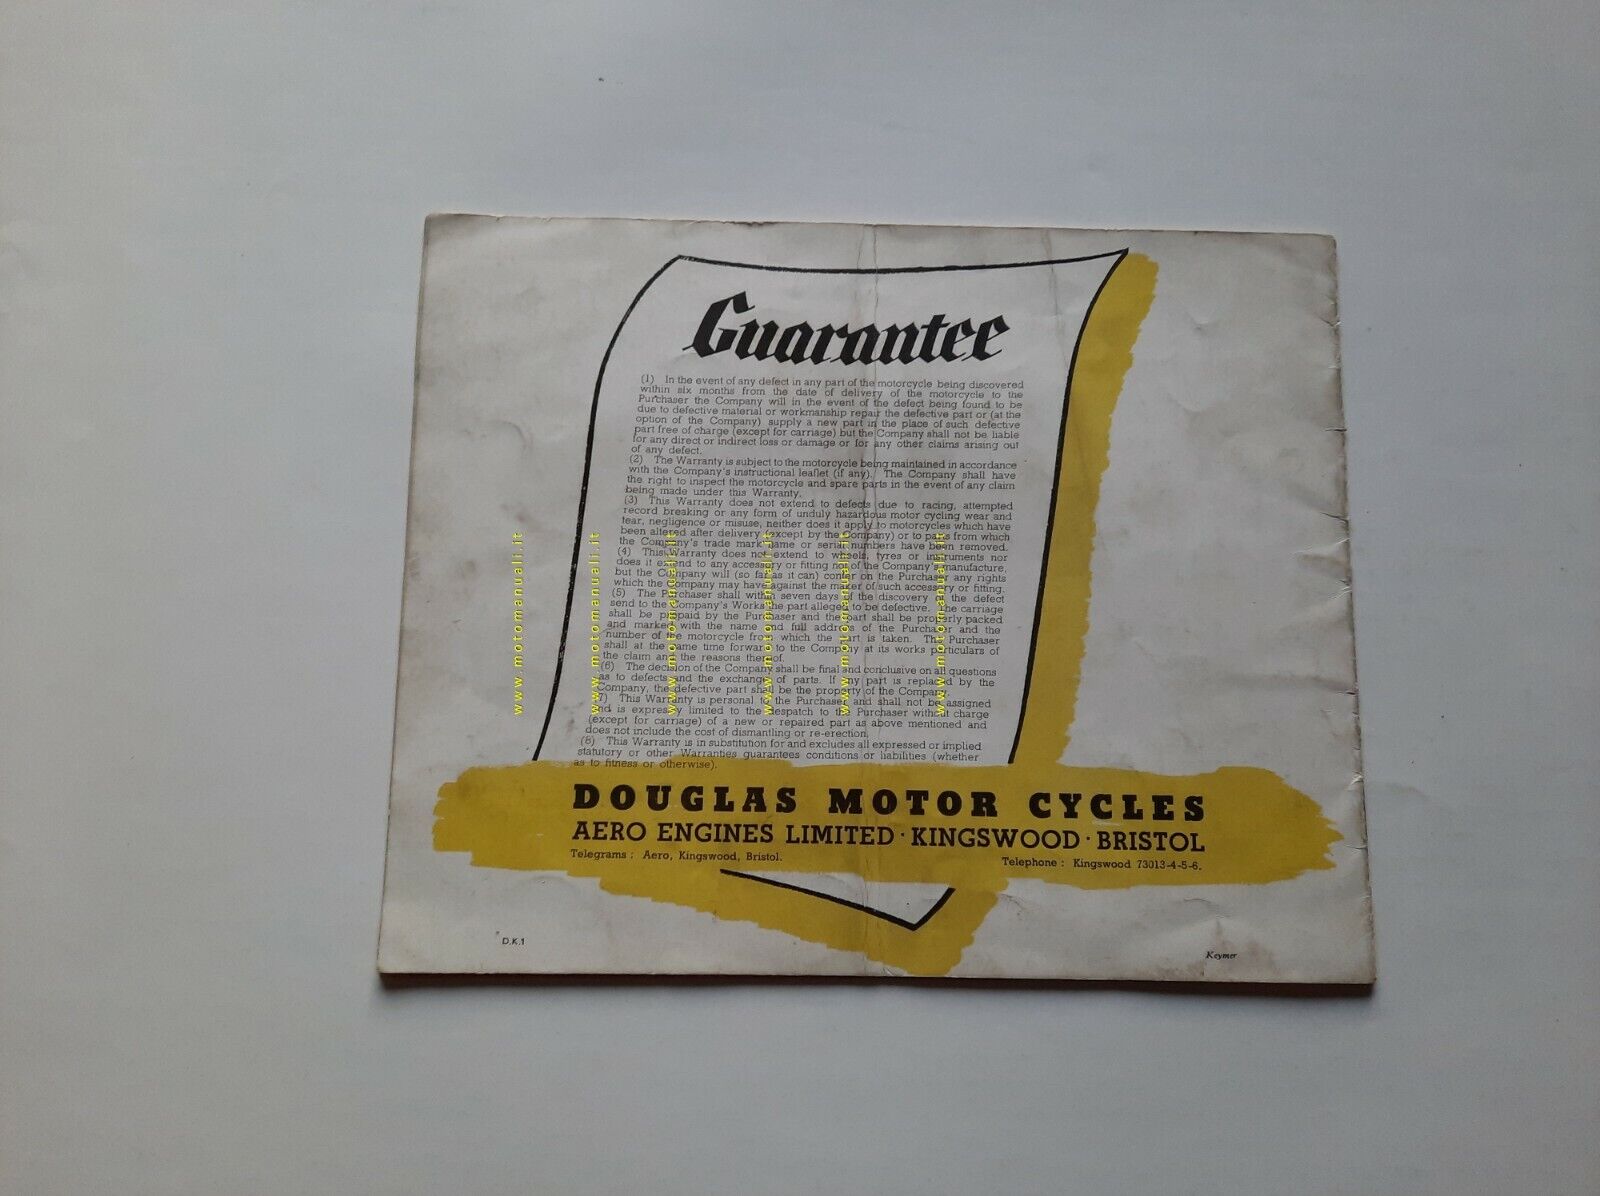 Guarantee
(1) In the event of any defect in any part of the motorcycle being discovered
within six months from the date of delivery of the motorcycle to the
Purchaser the Company will in the event of the defect being found to be
due to defective material or workmanship repair the defective part or (at the
option of the Company) supply a new part in the place of such defective
part free of charge (except for carriage) but the Company shall not be liable
for any direct or indirect loss or damage or for any other claims arising out
of any defect.
(2) The Warranty is subject to the motorcycle being maintained in accordance
with the Company's instructional leaflet (if any). The Company shall have
the right to inspect the motorcycle and spare parts in the event of any claim
being made under this Warranty.
(3) This Warranty does not extend to defects due to racing, attempted
record breaking or any form of unduly hazardous motor cycling wear and
tear, negligence or misuse, neither does it apply to motorcycles which have
been altered after delivery (except by the Company) or to parts from which
the Company's trade mark name or serial numbers have been removed.
(4) This Warranty does not extend to wheels, tyres or instruments nor
does it extend to any accessory or fitting not of the Company's manufacture,
but the Company will (so far as it can) confer on the Purchaser any rights
which the Company may have against the maker of such accessory or fitting.
(5) The Purchaser shall within seven days of the discovery of the defect
send to the Company's Works the part alleged to be defective. The carriage
shall be prepaid by the Purchaser and the part shall be properly packed
and marked with the name and full address of the Purchaser and the
number of the motorcycle from which the part is taken. The Purchaser
shall at the same time forward to the Company at its works particulars of
the claim and the reasons thereof.
(6) The decision of the Company shall be final and conclusive on all questions
as to defects and the exchange of parts. If any part is replaced by the
Company, the defective part shall be the property of the Company.
(7) This Warranty is personal to the Purchaser and shall not be assigned
and is expressly limited to the despatch to the Purchaser without charge
(except for carriage) of a new or repaired part as above mentioned and
does not include the cost of dismantling or re-erection.
(8) This Warranty is in substitution for and excludes all expressed or implied
statutory or other Warranties guarantees conditions or liabilities (whether
as to fitness or otherwise).
DOUGLAS MOTOR CYCLES
AERO ENGINES LIMITED · KINGSWOOD · BRISTOL
Telegrams : Aero, Kingswood, Bristol.
Telephone : Kingswood 73013-4-5-6.
D.K.1
Keymer
www.motomanuali.it
www.motomanuali.it
www.motomanuali.it
www.motomanuali.it
www.motomanuali.it
www.motomanuali.it